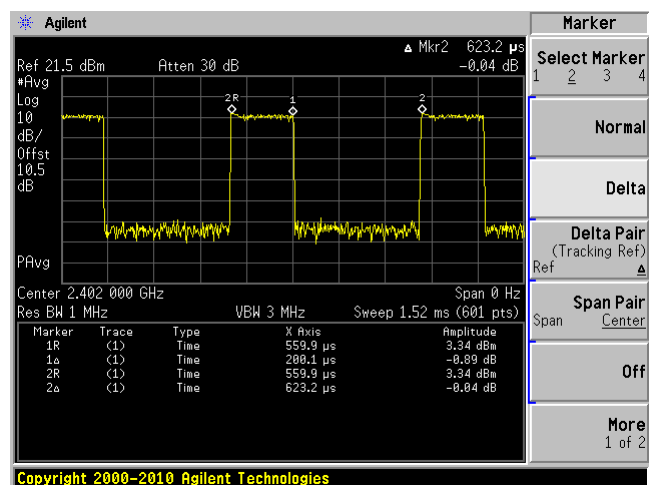 Agilent
Marker
Δ Mkr2 623.2 µs
Ref 21.5 dBm Atten 30 dB -0.04 dB
#Avg
Log
10
dB/
Offst
10.5
dB
2R
1
2
PAvg
Center 2.402 000 GHz Span 0 Hz
Res BW 1 MHz VBW 3 MHz Sweep 1.52 ms (601 pts)
Marker Trace Type X Axis Amplitude
1R (1) Time 559.9 µs 3.34 dBm
1Δ (1) Time 200.1 µs -0.89 dB
2R (1) Time 559.9 µs 3.34 dBm
2Δ (1) Time 623.2 µs -0.04 dB
Copyright 2000-2010 Agilent Technologies
Select Marker
1 2 3 4
Normal
Delta
Delta Pair
(Tracking Ref)
Ref Δ
Span Pair
Span Center
Off
More
1 of 2